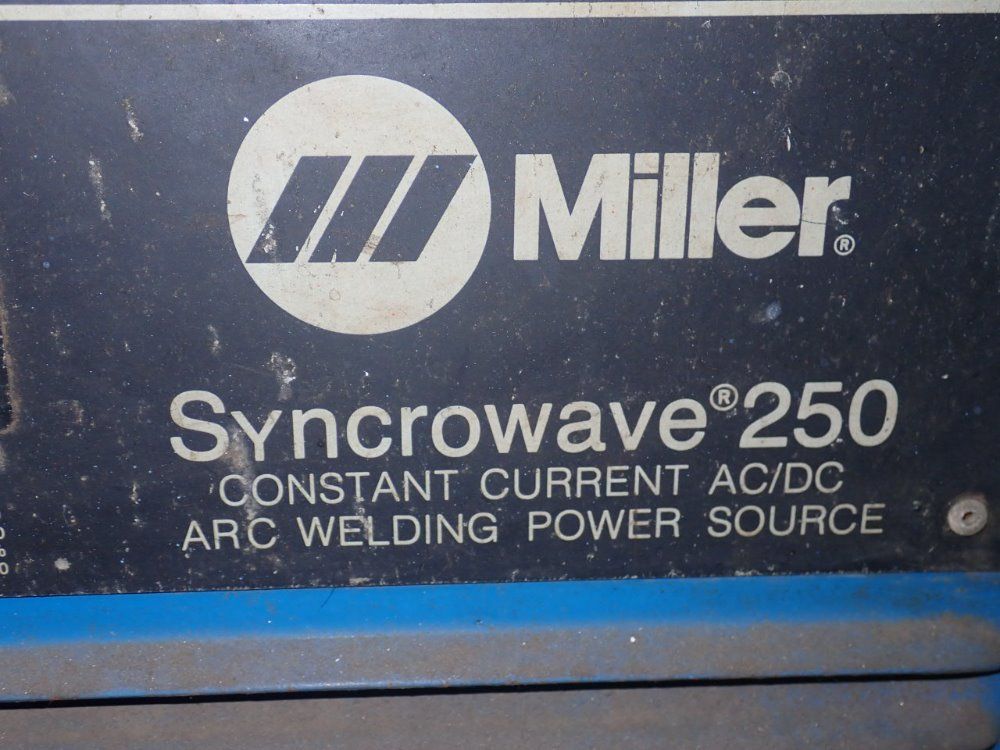 Miller®
Syncrowave® 250
CONSTANT CURRENT AC/DC
ARC WELDING POWER SOURCE